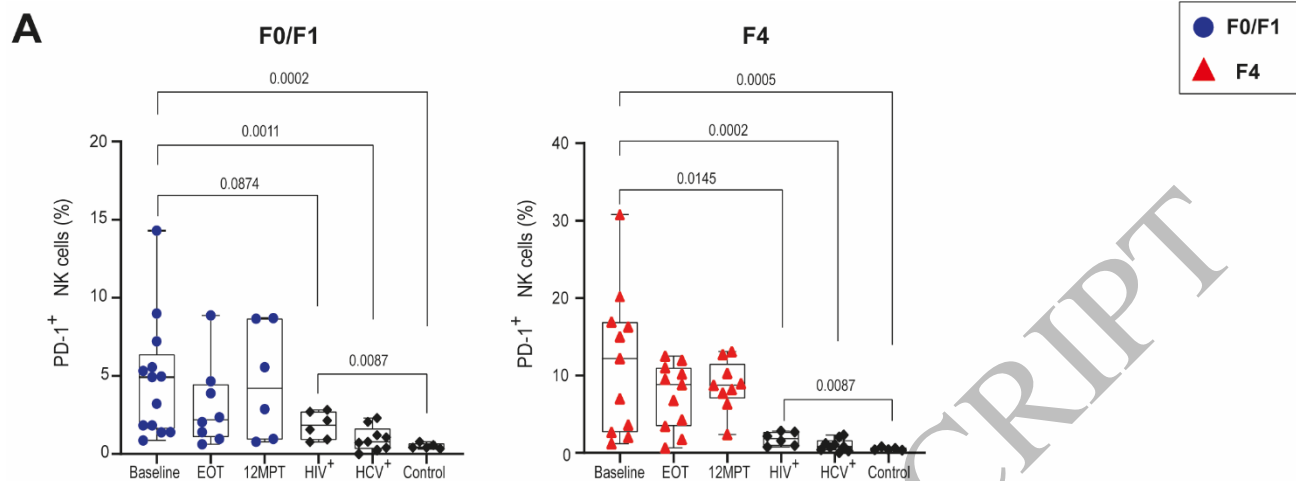 A
F0/F1
F4
F0/F1
F4
0.0002
0.0011
0.0874
0.0087
20
15
10
5
0
PD-1+ NK cells (%)
Baseline EOT 12MPT HIV+ HCV+ Control
0.0005
0.0002
0.0145
0.0087
40
30
20
10
0
PD-1+ NK cells (%)
Baseline EOT 12MPT HIV+ HCV+ Control
CRIPT